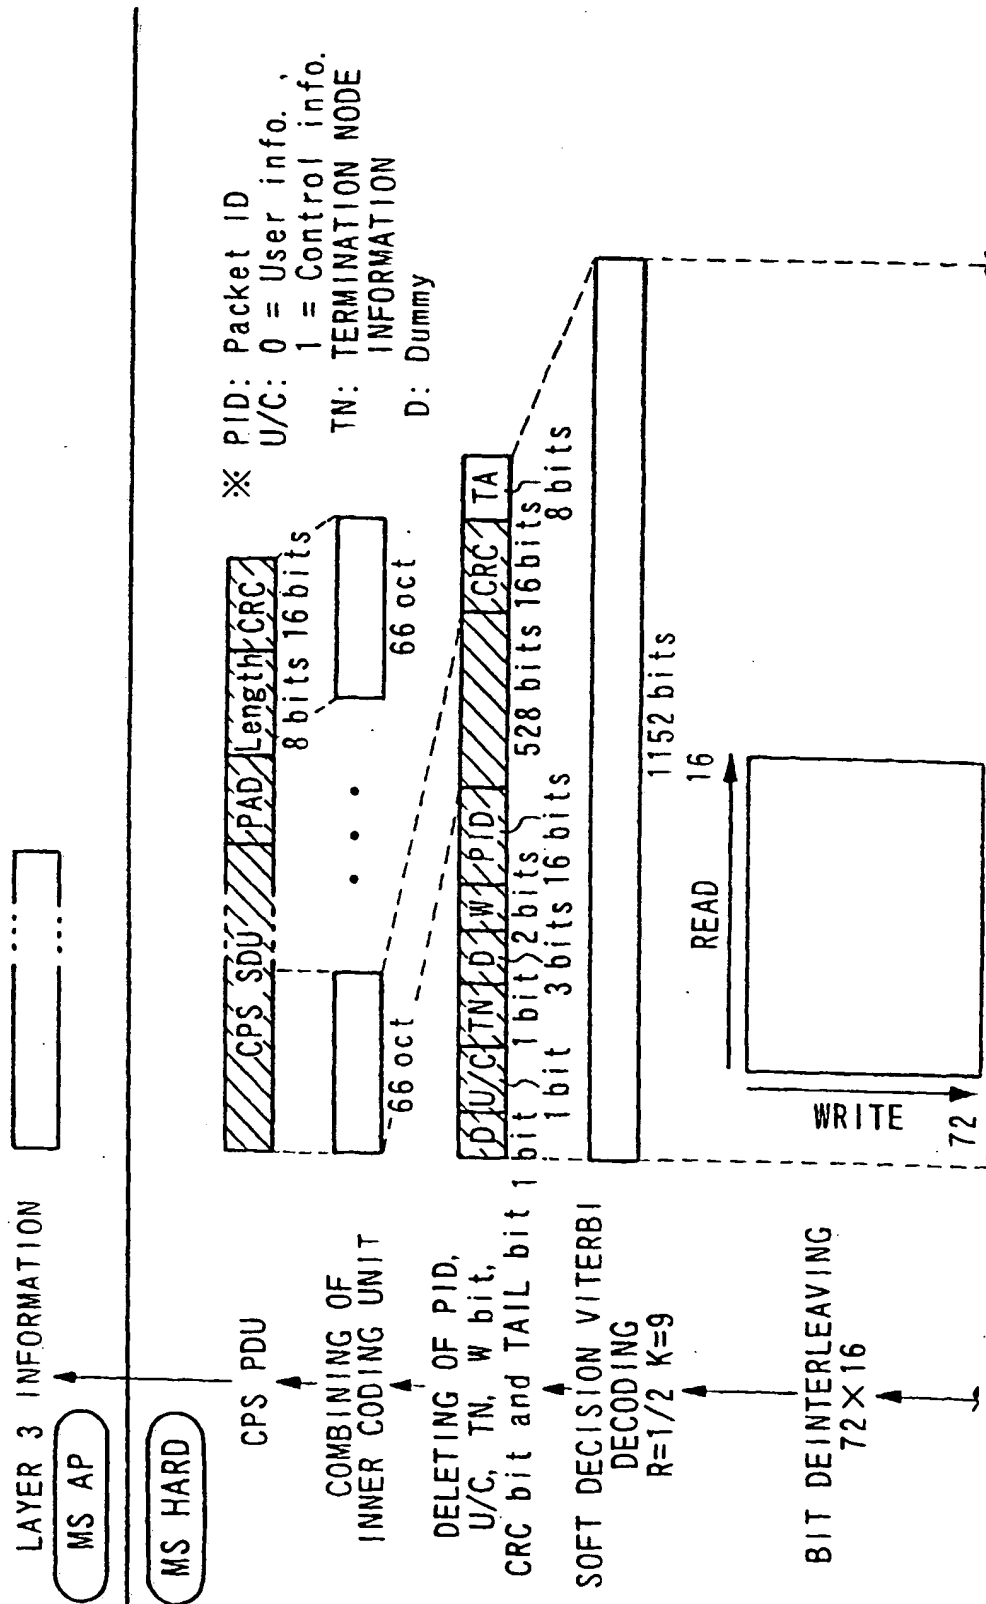 LAYER 3 INFORMATION
MS AP
MS HARD
CPS PDU
CPS SDU
PAD
Length
CRC
8 bits
16 bits
※ PID: Packet ID
U/C: 0 = User info.,
1 = Control info.
TN: TERMINATION NODE
INFORMATION
D: Dummy
COMBINING OF
INNER CODING UNIT
66 oct
• • •
66 oct
DELETING OF PID,
U/C, TN, W bit,
CRC bit and TAIL bit
D
U/C
TN
D
W
PID
CRC
TA
1 bit
1 bit
1 bit
3 bits
2 bits
16 bits
528 bits
16 bits
8 bits
SOFT DECISION VITERBI
DECODING
R=1/2 K=9
1152 bits
BIT DEINTERLEAVING
72×16
READ
16
WRITE
72